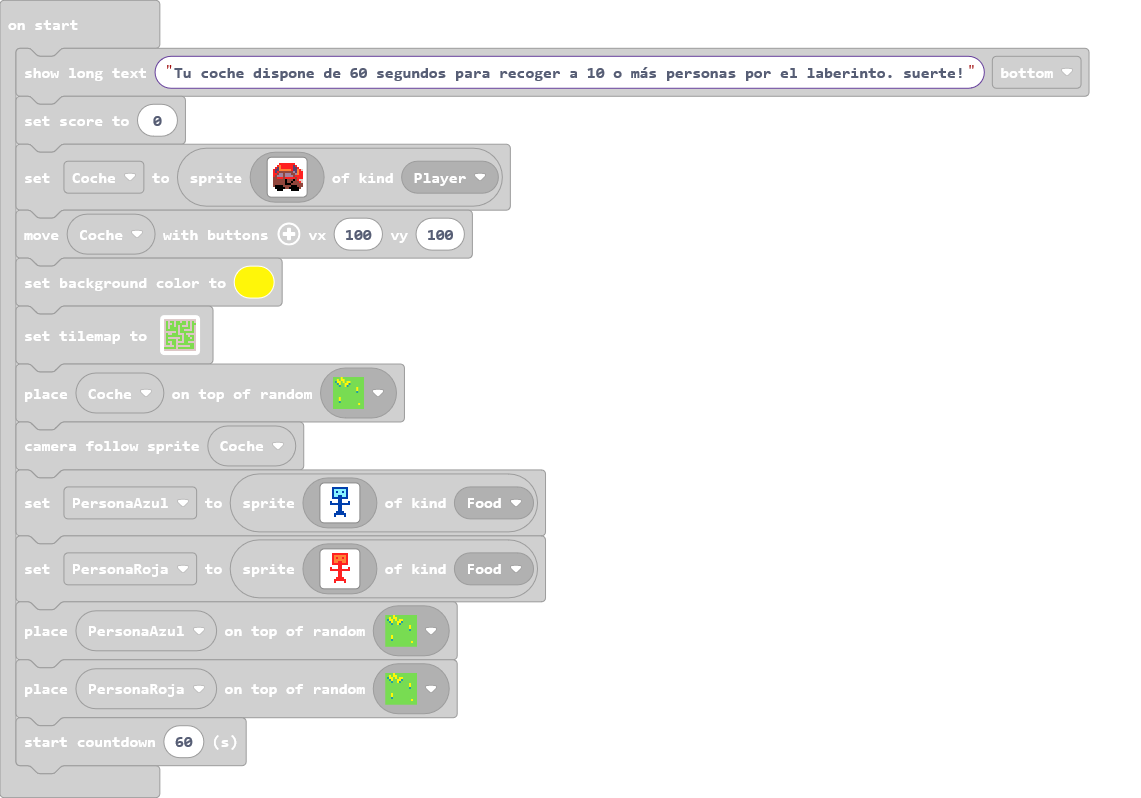 on start
show long text "Tu coche dispone de 60 segundos para recoger a 10 o más personas por el laberinto. suerte!" bottom
set score to 0
set Coche to sprite of kind Player
move Coche with buttons vx 100 vy 100
set background color to
set tilemap to
place Coche on top of random
camera follow sprite Coche
set PersonaAzul to sprite of kind Food
set PersonaRoja to sprite of kind Food
place PersonaAzul on top of random
place PersonaRoja on top of random
start countdown 60 (s)